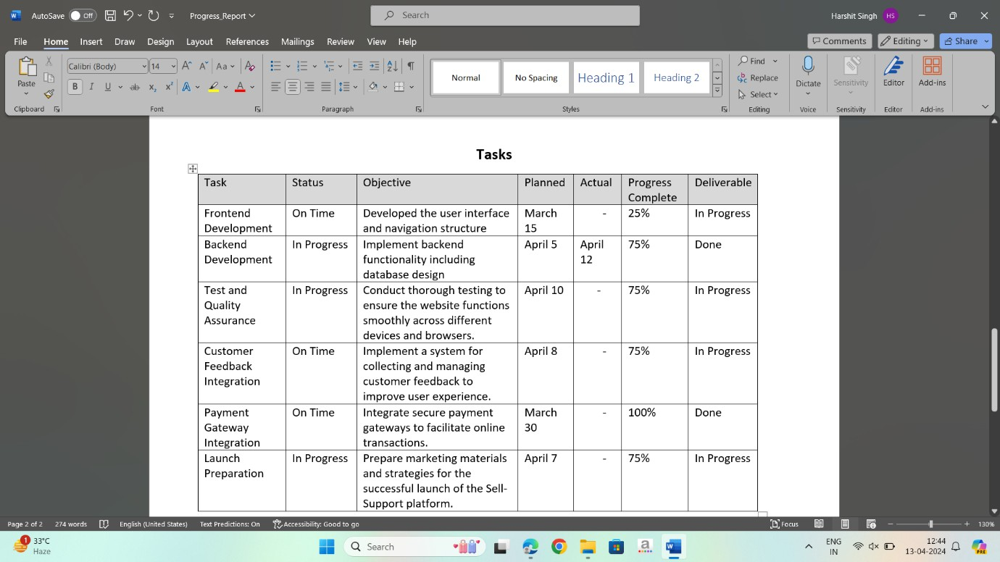 AutoSave Off Progress_Report Search Harshit Singh HS
File Home Insert Draw Design Layout References Mailings Review View Help Comments Editing Share
Paste Calibri (Body) 14 Aa Normal No Spacing Heading 1 Heading 2 Find Replace Select Dictate Sensitivity Editor Add-ins
Clipboard Font Paragraph Styles Editing Voice Sensitivity Editor Add-ins
Tasks
Task Status Objective Planned Actual Progress Deliverable
Complete
Frontend On Time Developed the user interface March - 25% In Progress
Development and navigation structure 15
Backend In Progress Implement backend April 5 April 75% Done
Development functionality including 12
database design
Test and In Progress Conduct thorough testing to April 10 - 75% In Progress
Quality ensure the website functions
Assurance smoothly across different
devices and browsers.
Customer On Time Implement a system for April 8 - 75% In Progress
Feedback collecting and managing
Integration customer feedback to
improve user experience.
Payment On Time Integrate secure payment March - 100% Done
Gateway gateways to facilitate online 30
Integration transactions.
Launch In Progress Prepare marketing materials April 7 - 75% In Progress
Preparation and strategies for the
successful launch of the Sell-
Support platform.
Page 2 of 2 274 words English (United States) Text Predictions: On Accessibility: Good to go Focus 130%
1 33°C Haze Search ENG IN 12:44 13-04-2024 PRE